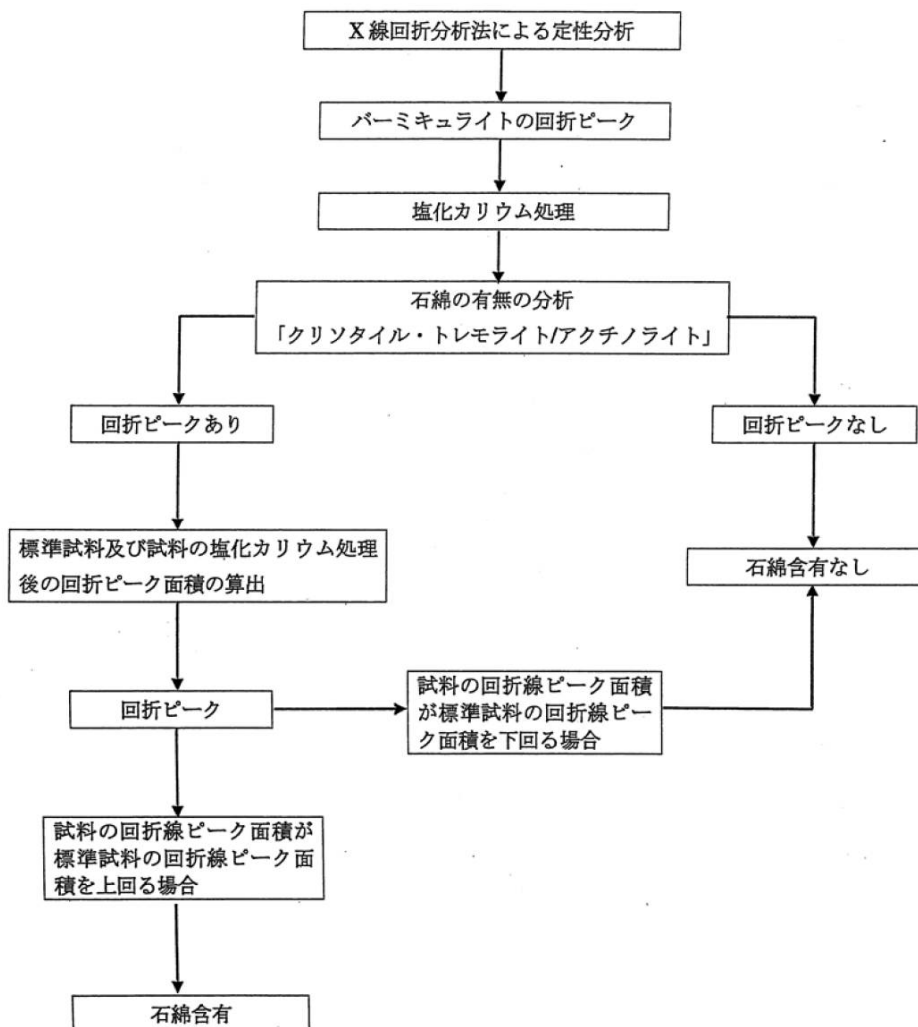 X 線回折分析法による定性分析
バーミキュライトの回折ピーク
塩化カリウム処理
石綿の有無の分析
「クリソタイル・トレモライト/アクチノライト」
回折ピークあり
回折ピークなし
標準試料及び試料の塩化カリウム処理
後の回折ピーク面積の算出
石綿含有なし
回折ピーク
試料の回折線ピーク面積
が標準試料の回折線ピー
ク面積を下回る場合
試料の回折線ピーク面積が
標準試料の回折線ピーク面
積を上回る場合
石綿含有